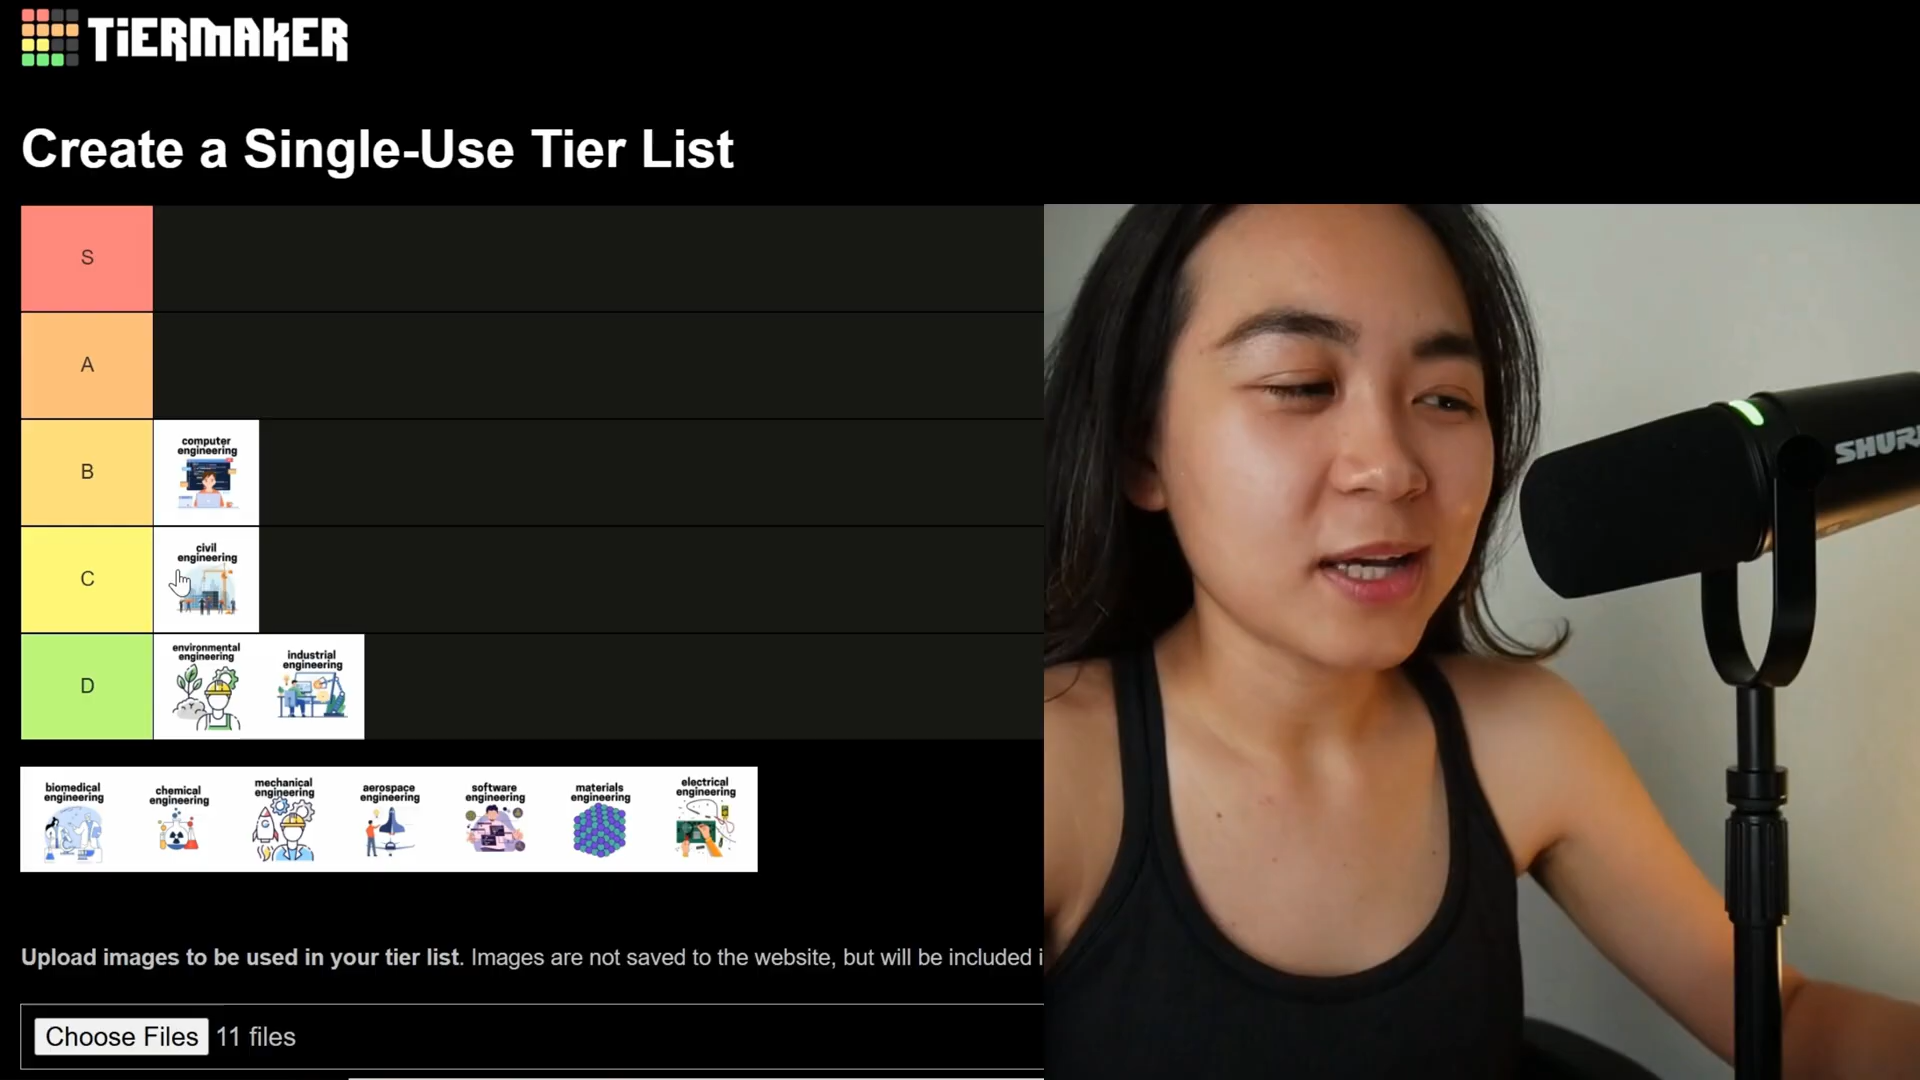 TiERMAKER
Create a Single-Use Tier List
S
A
B
computer
engineering
C
civil
engineering
D
environmental
engineering
industrial
engineering
biomedical
engineering
chemical
engineering
mechanical
engineering
aerospace
engineering
software
engineering
materials
engineering
electrical
engineering
Upload images to be used in your tier list. Images are not saved to the website, but will be included i
Choose Files 11 files
SHUR